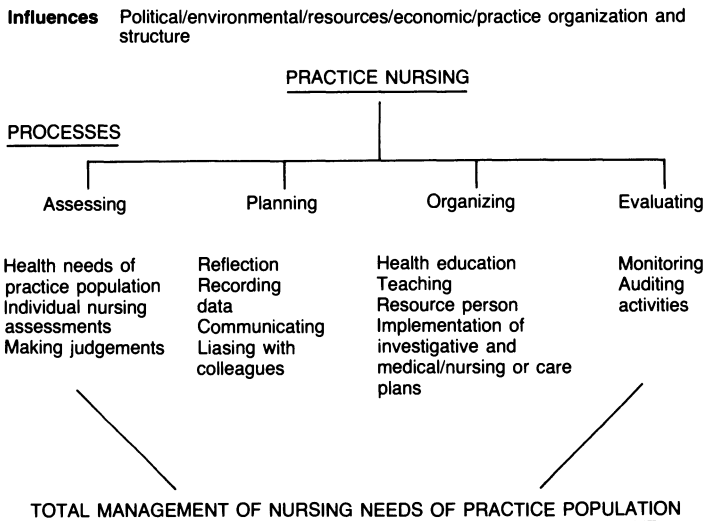 Influences Political/environmental/resources/economic/practice organization and
structure
PRACTICE NURSING
PROCESSES
Assessing Planning Organizing Evaluating
Health needs of
practice population
Individual nursing
assessments
Making judgements
Reflection
Recording
data
Communicating
Liasing with
colleagues
Health education
Teaching
Resource person
Implementation of
investigative and
medical/nursing or care
plans
Monitoring
Auditing
activities
TOTAL MANAGEMENT OF NURSING NEEDS OF PRACTICE POPULATION